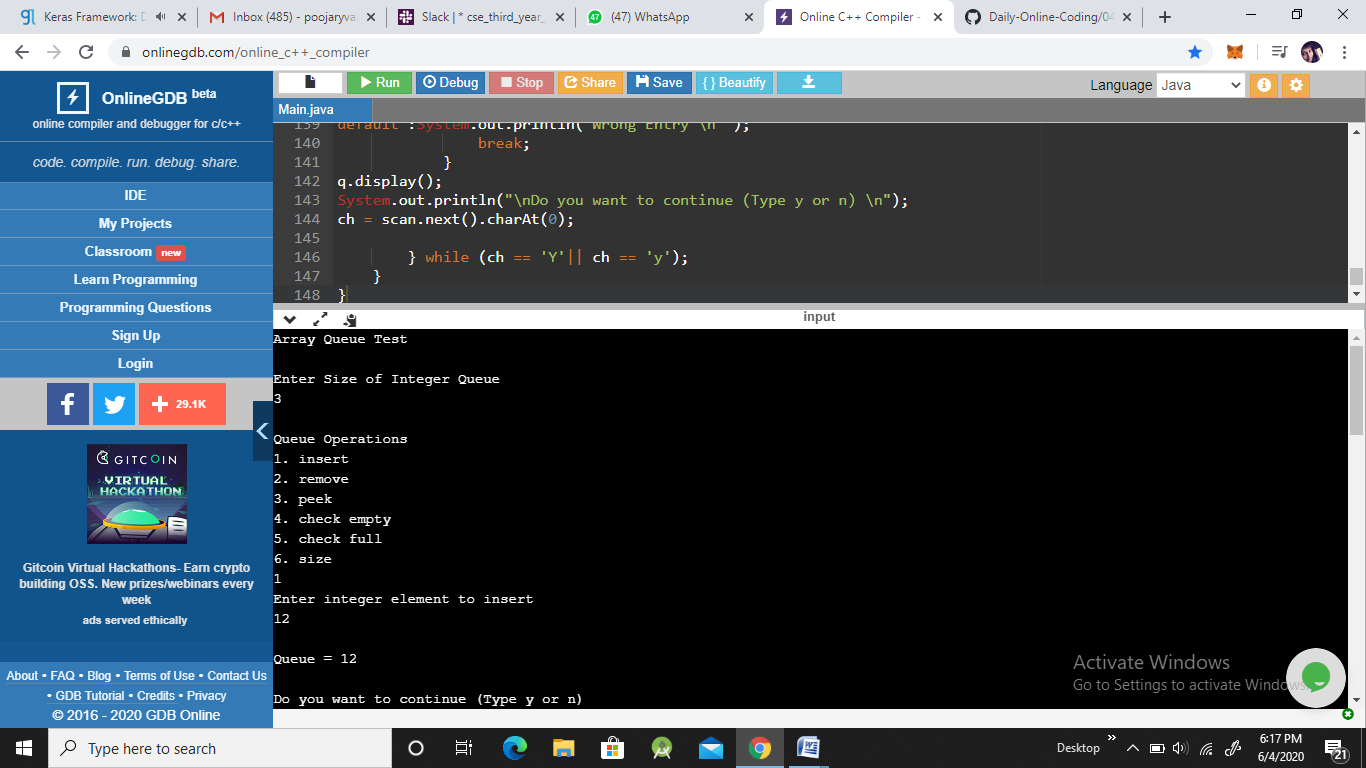 Keras Framework: D
Inbox (485) - poojaryva
Slack | * cse_third_year_
(47) WhatsApp
Online C++ Compiler -
Daily-Online-Coding/04
onlinegdb.com/online_c++_compiler
OnlineGDB beta
online compiler and debugger for c/c++
code. compile. run. debug. share.
IDE
My Projects
Classroom new
Learn Programming
Programming Questions
Sign Up
Login
29.1K
GITCOIN
VIRTUAL
HACKATHON
Gitcoin Virtual Hackathons- Earn crypto
building OSS. New prizes/webinars every
week
ads served ethically
About • FAQ • Blog • Terms of Use • Contact Us
• GDB Tutorial • Credits • Privacy
© 2016 - 2020 GDB Online
Run Debug Stop Share Save { } Beautify
Language Java
Main.java
139 default :System.out.println("Wrong Entry \n ");
140 break;
141 }
142 q.display();
143 System.out.println("\nDo you want to continue (Type y or n) \n");
144 ch = scan.next().charAt(0);
145
146 } while (ch == 'Y'|| ch == 'y');
147 }
148 }
input
Array Queue Test
Enter Size of Integer Queue
3
Queue Operations
1. insert
2. remove
3. peek
4. check empty
5. check full
6. size
1
Enter integer element to insert
12
Queue = 12
Do you want to continue (Type y or n)
Activate Windows
Go to Settings to activate Windows.
Type here to search
Desktop
6:17 PM
6/4/2020
21